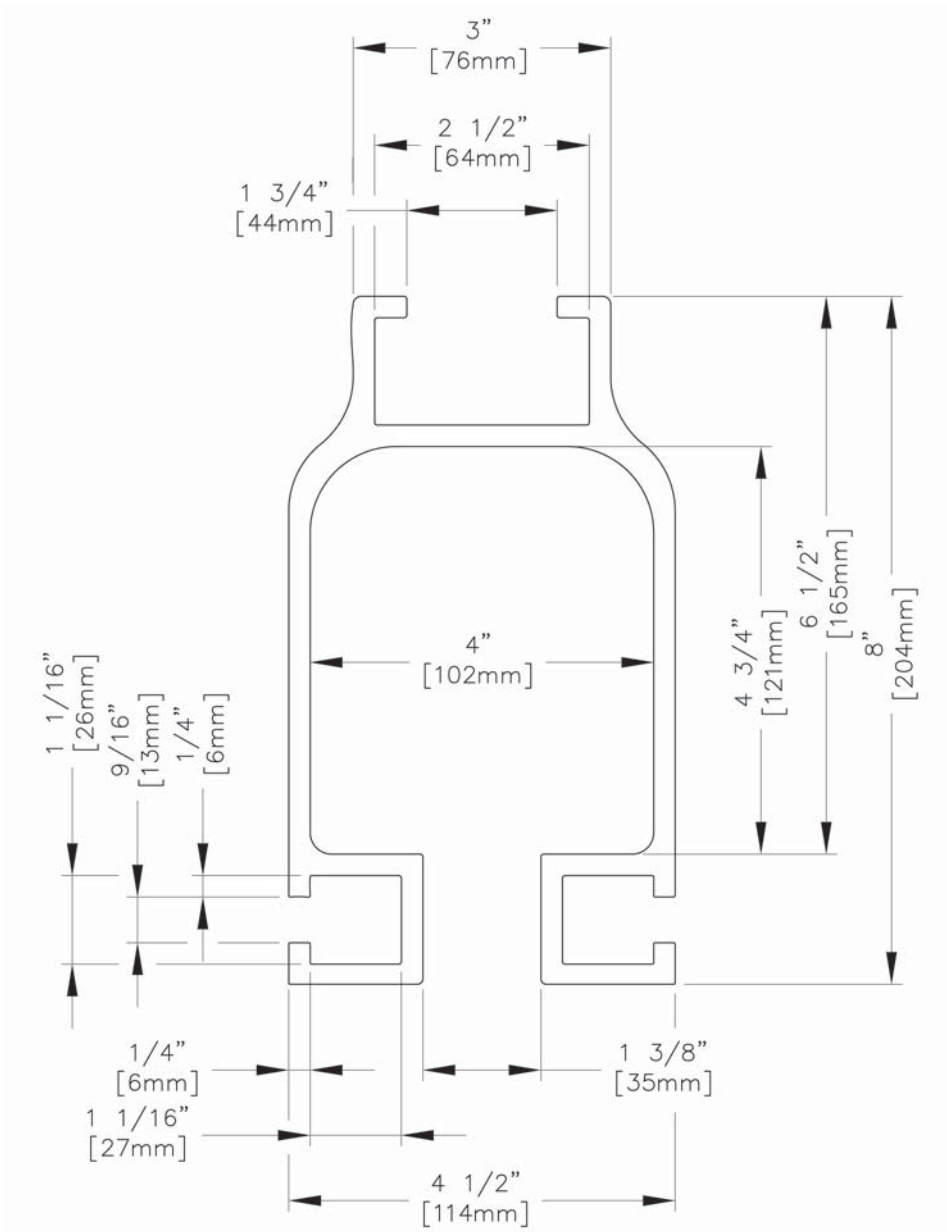 3”
[76mm]
2 1/2”
[64mm]
1 3/4”
[44mm]
6 1/2”
[165mm]
8”
[204mm]
4 3/4”
[121mm]
4”
[102mm]
1 1/16”
[26mm]
9/16”
[13mm]
1/4”
[6mm]
1/4”
[6mm]
1 3/8”
[35mm]
1 1/16”
[27mm]
4 1/2”
[114mm]